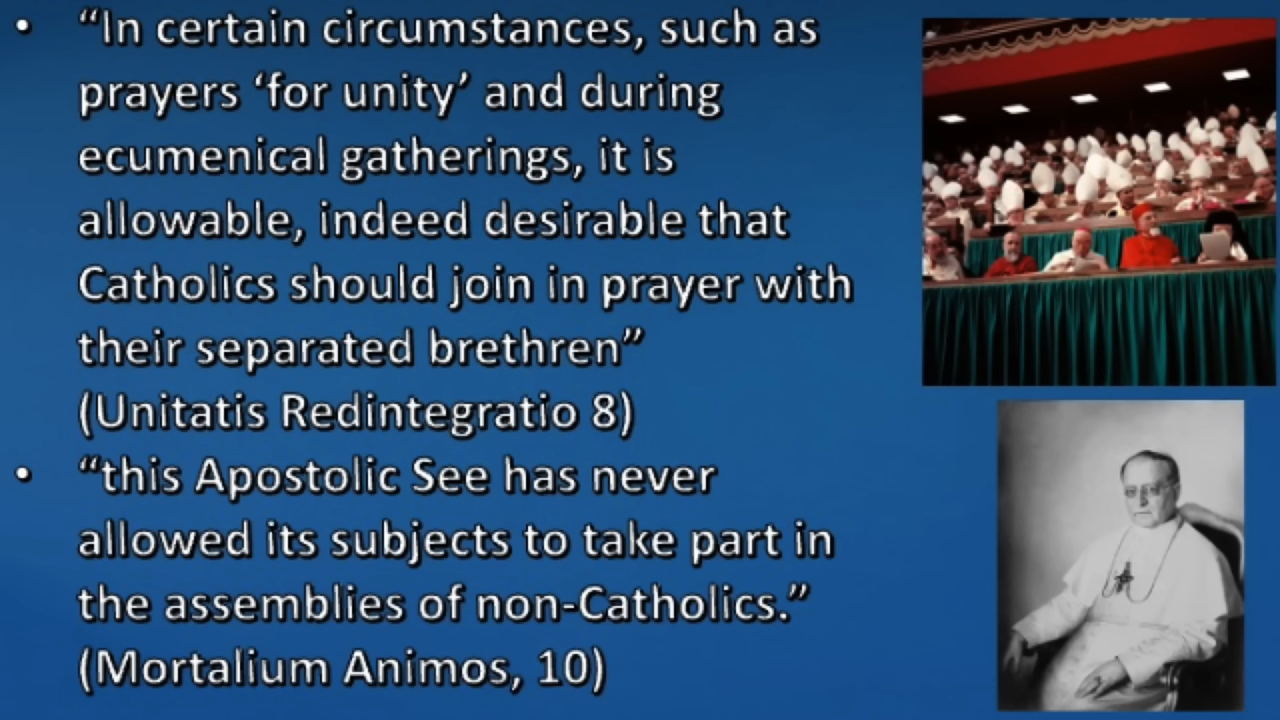 • “In certain circumstances, such as
prayers ‘for unity’ and during
ecumenical gatherings, it is
allowable, indeed desirable that
Catholics should join in prayer with
their separated brethren”
(Unitatis Redintegratio 8)
• “this Apostolic See has never
allowed its subjects to take part in
the assemblies of non-Catholics.”
(Mortalium Animos, 10)